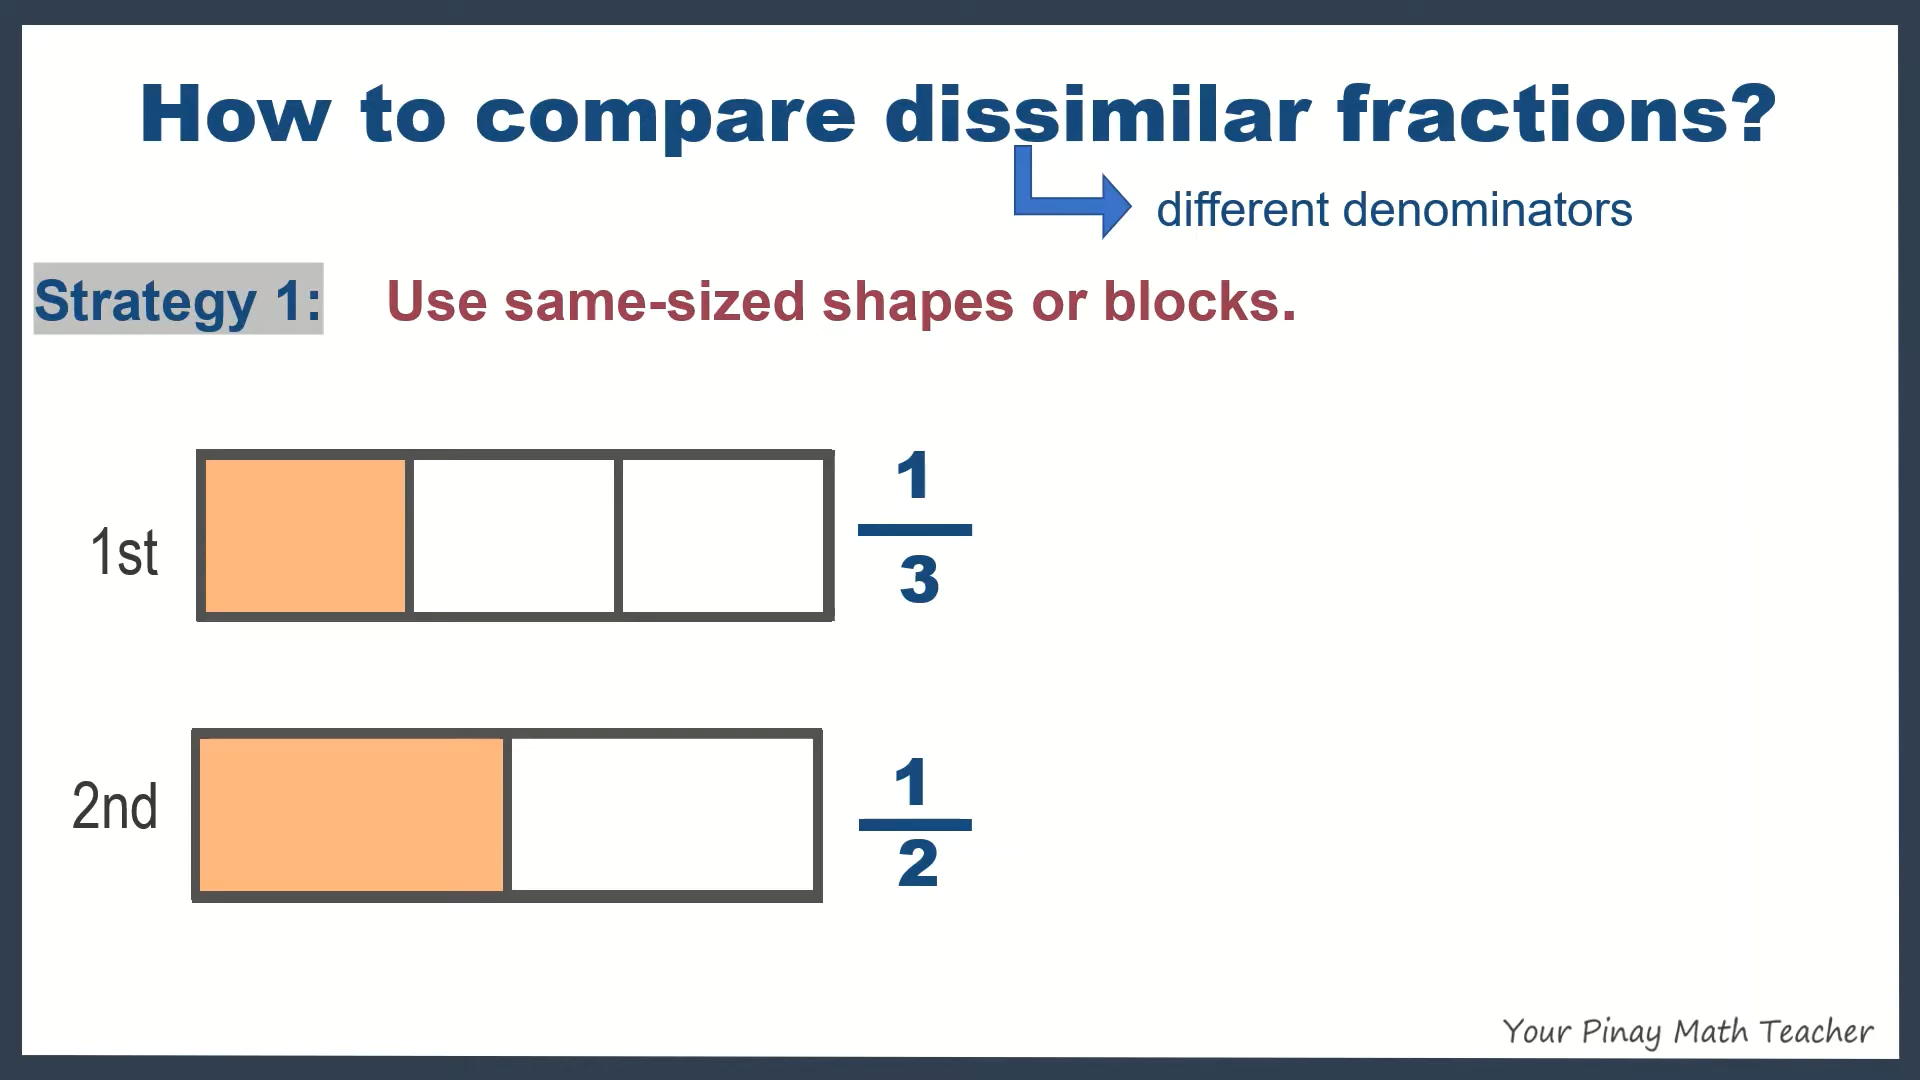 How to compare dissimilar fractions?
different denominators
Strategy 1: Use same-sized shapes or blocks.
1st
1
3
2nd
1
2
Your Pinay Math Teacher